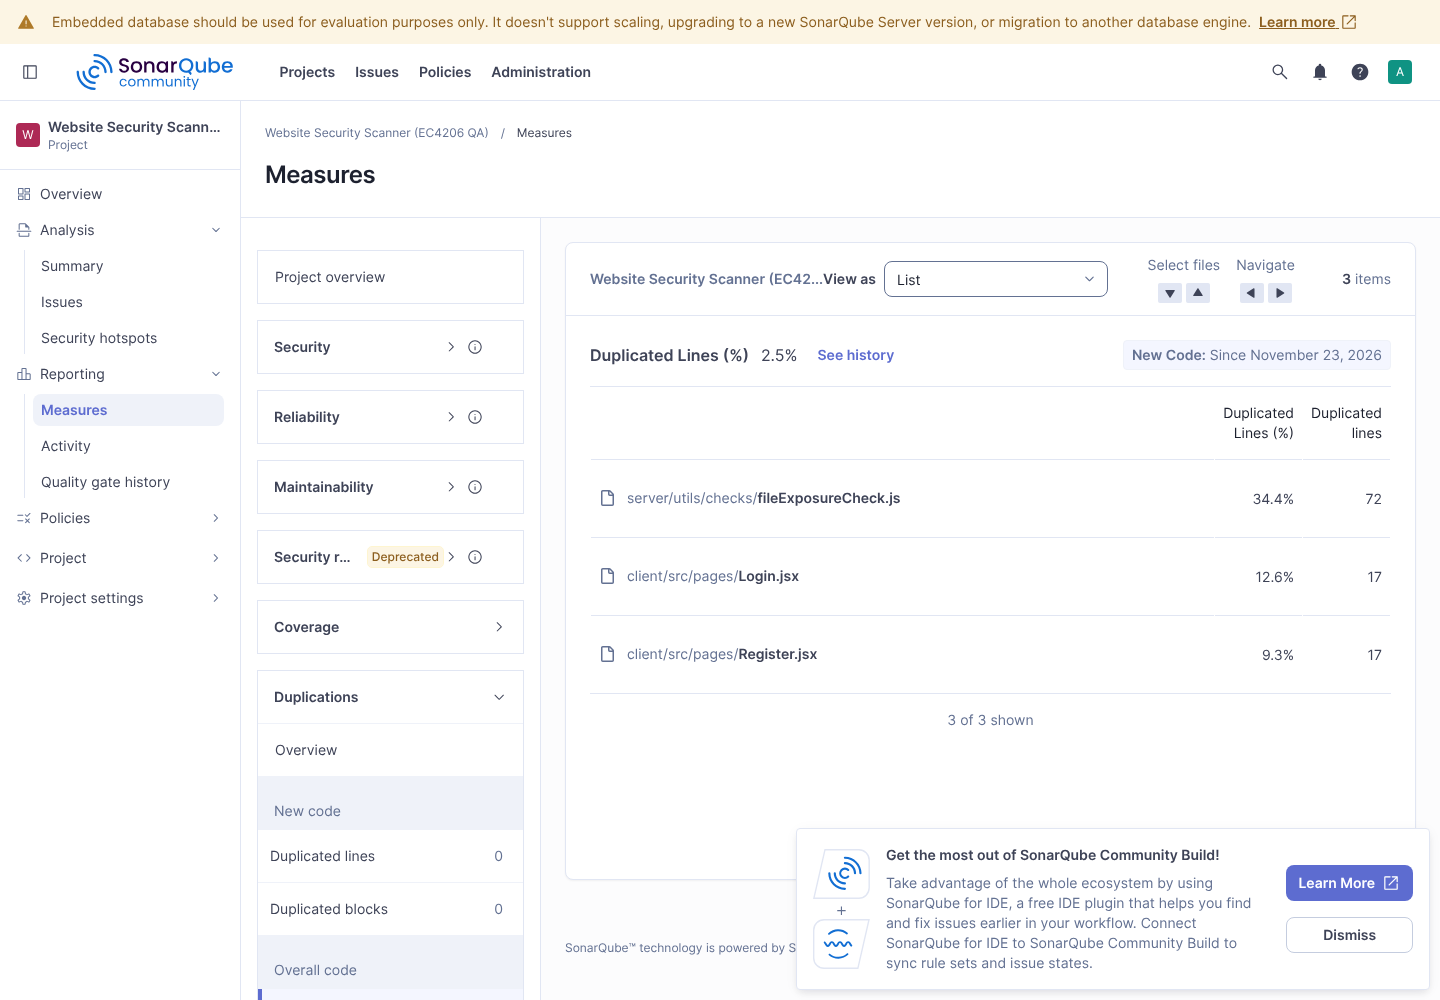 Embedded database should be used for evaluation purposes only. It doesn't support scaling, upgrading to a new SonarQube Server version, or migration to another database engine. Learn more
SonarQube community
Projects Issues Policies Administration
A
W
Website Security Scann...
Project
Overview
Analysis
Summary
Issues
Security hotspots
Reporting
Measures
Activity
Quality gate history
Policies
Project
Project settings
Website Security Scanner (EC4206 QA) / Measures
Measures
Project overview
Security
Reliability
Maintainability
Security r... Deprecated
Coverage
Duplications
Overview
New code
Duplicated lines 0
Duplicated blocks 0
Overall code
Website Security Scanner (EC42... View as List
Select files Navigate
3 items
Duplicated Lines (%) 2.5% See history
New Code: Since November 23, 2026
Duplicated Lines (%)
Duplicated lines
server/utils/checks/fileExposureCheck.js 34.4% 72
client/src/pages/Login.jsx 12.6% 17
client/src/pages/Register.jsx 9.3% 17
3 of 3 shown
SonarQube™ technology is powered by S
Get the most out of SonarQube Community Build!
Take advantage of the whole ecosystem by using
SonarQube for IDE, a free IDE plugin that helps you find
and fix issues earlier in your workflow. Connect
SonarQube for IDE to SonarQube Community Build to
sync rule sets and issue states.
Learn More
Dismiss